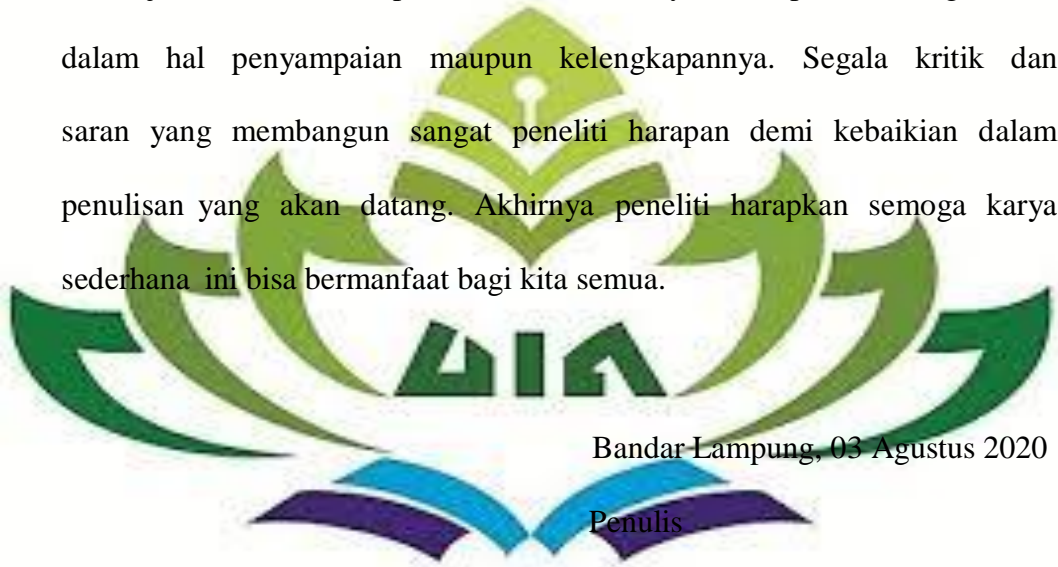 dalam hal penyampaian maupun kelengkapannya. Segala kritik dan
saran yang membangun sangat peneliti harapan demi kebaikian dalam
penulisan yang akan datang. Akhirnya peneliti harapkan semoga karya
sederhana ini bisa bermanfaat bagi kita semua.
UIN
Bandar Lampung, 03 Agustus 2020
Penulis